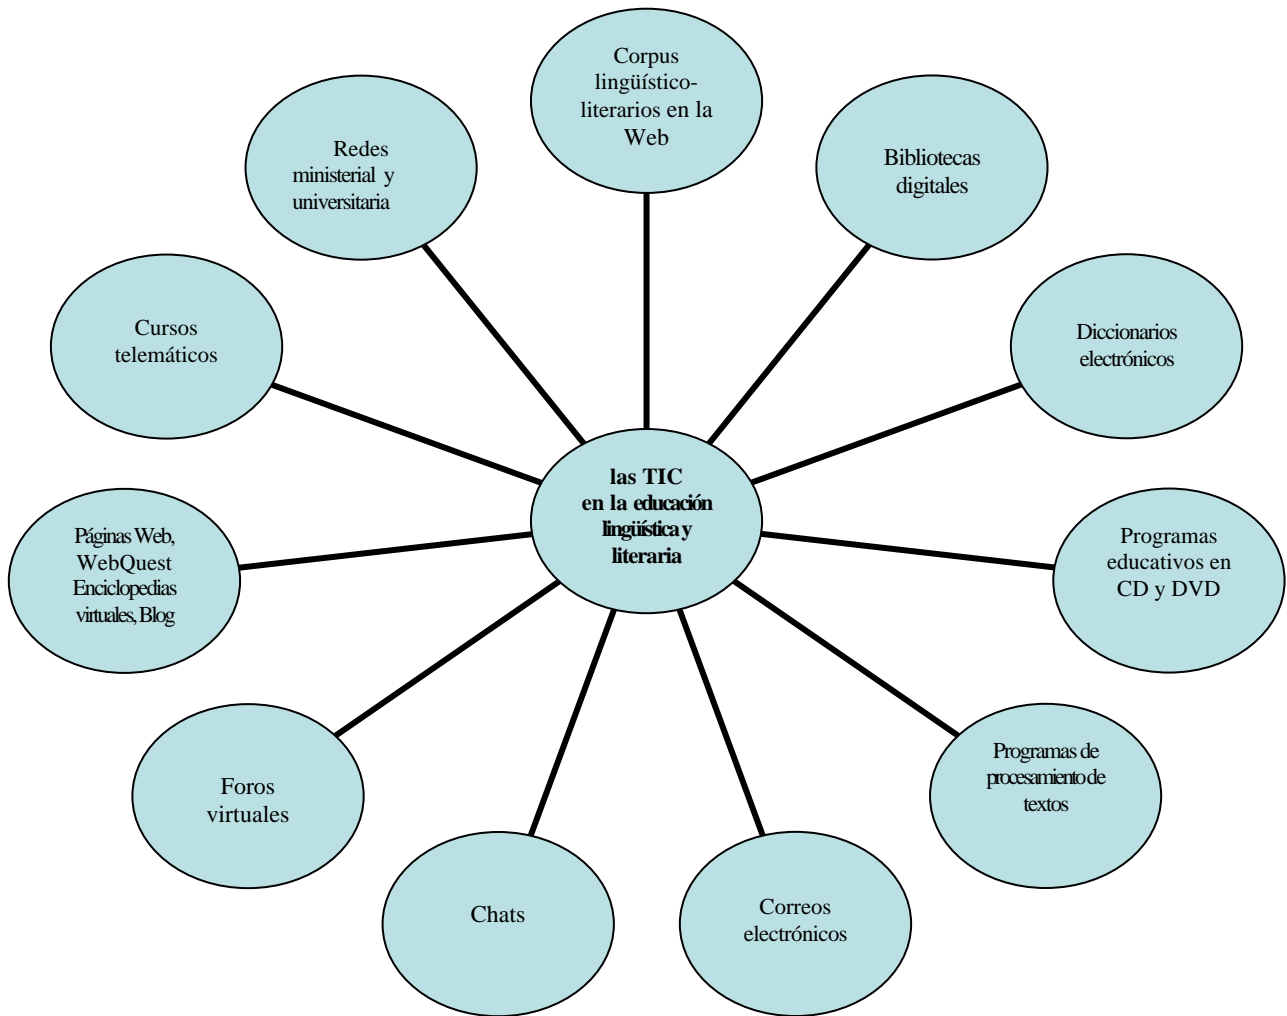 Corpus
lingüístico-
literarios en la
Web
Bibliotecas
digitales
Diccionarios
electrónicos
Programas
educativos en
CD y DVD
Programas de
procesamiento de
textos
Correos
electrónicos
Chats
Foros
virtuales
Páginas Web,
WebQuest
Enciclopedias
virtuales, Blog
Cursos
telemáticos
Redes
ministerial y
universitaria
las TIC
en la educación
lingüística y
literaria